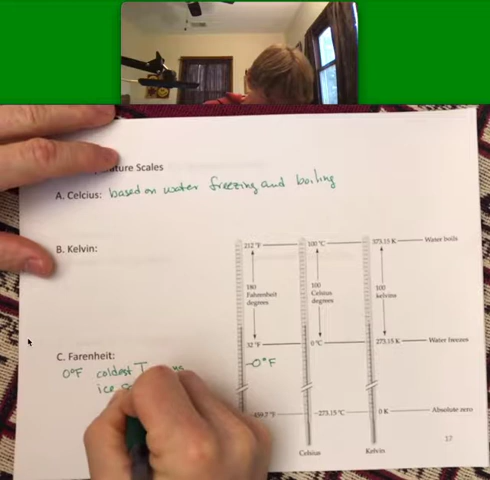 ture Scales
A. Celcius: based on water freezing and boiling
212 °F 100 °C 373.15 K Water boils
B. Kelvin:
180 Fahrenheit degrees
100 Celsius degrees
100 kelvins
32 °F 0 °C 273.15 K Water freezes
C. Farenheit:
0°F
0°F coldest T
ice
-459.7 °F -273.15 °C 0 K Absolute zero
17
Celsius Kelvin